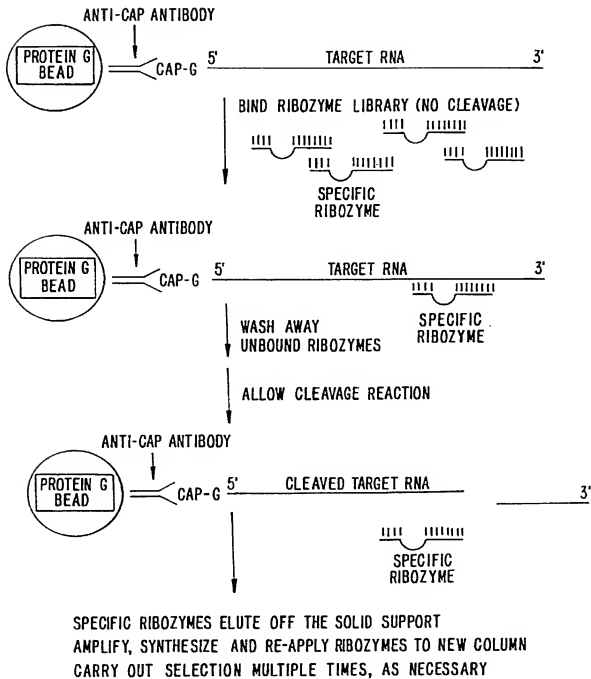 ANTI-CAP ANTIBODY
PROTEIN G
BEAD
CAP-G
5'
TARGET RNA
3'
BIND RIBOZYME LIBRARY (NO CLEAVAGE)
SPECIFIC
RIBOZYME
ANTI-CAP ANTIBODY
PROTEIN G
BEAD
CAP-G
5'
TARGET RNA
3'
SPECIFIC
RIBOZYME
WASH AWAY
UNBOUND RIBOZYMES
ALLOW CLEAVAGE REACTION
ANTI-CAP ANTIBODY
PROTEIN G
BEAD
CAP-G
5'
CLEAVED TARGET RNA
3'
SPECIFIC
RIBOZYME
SPECIFIC RIBOZYMES ELUTE OFF THE SOLID SUPPORT
AMPLIFY, SYNTHESIZE AND RE-APPLY RIBOZYMES TO NEW COLUMN
CARRY OUT SELECTION MULTIPLE TIMES, AS NECESSARY